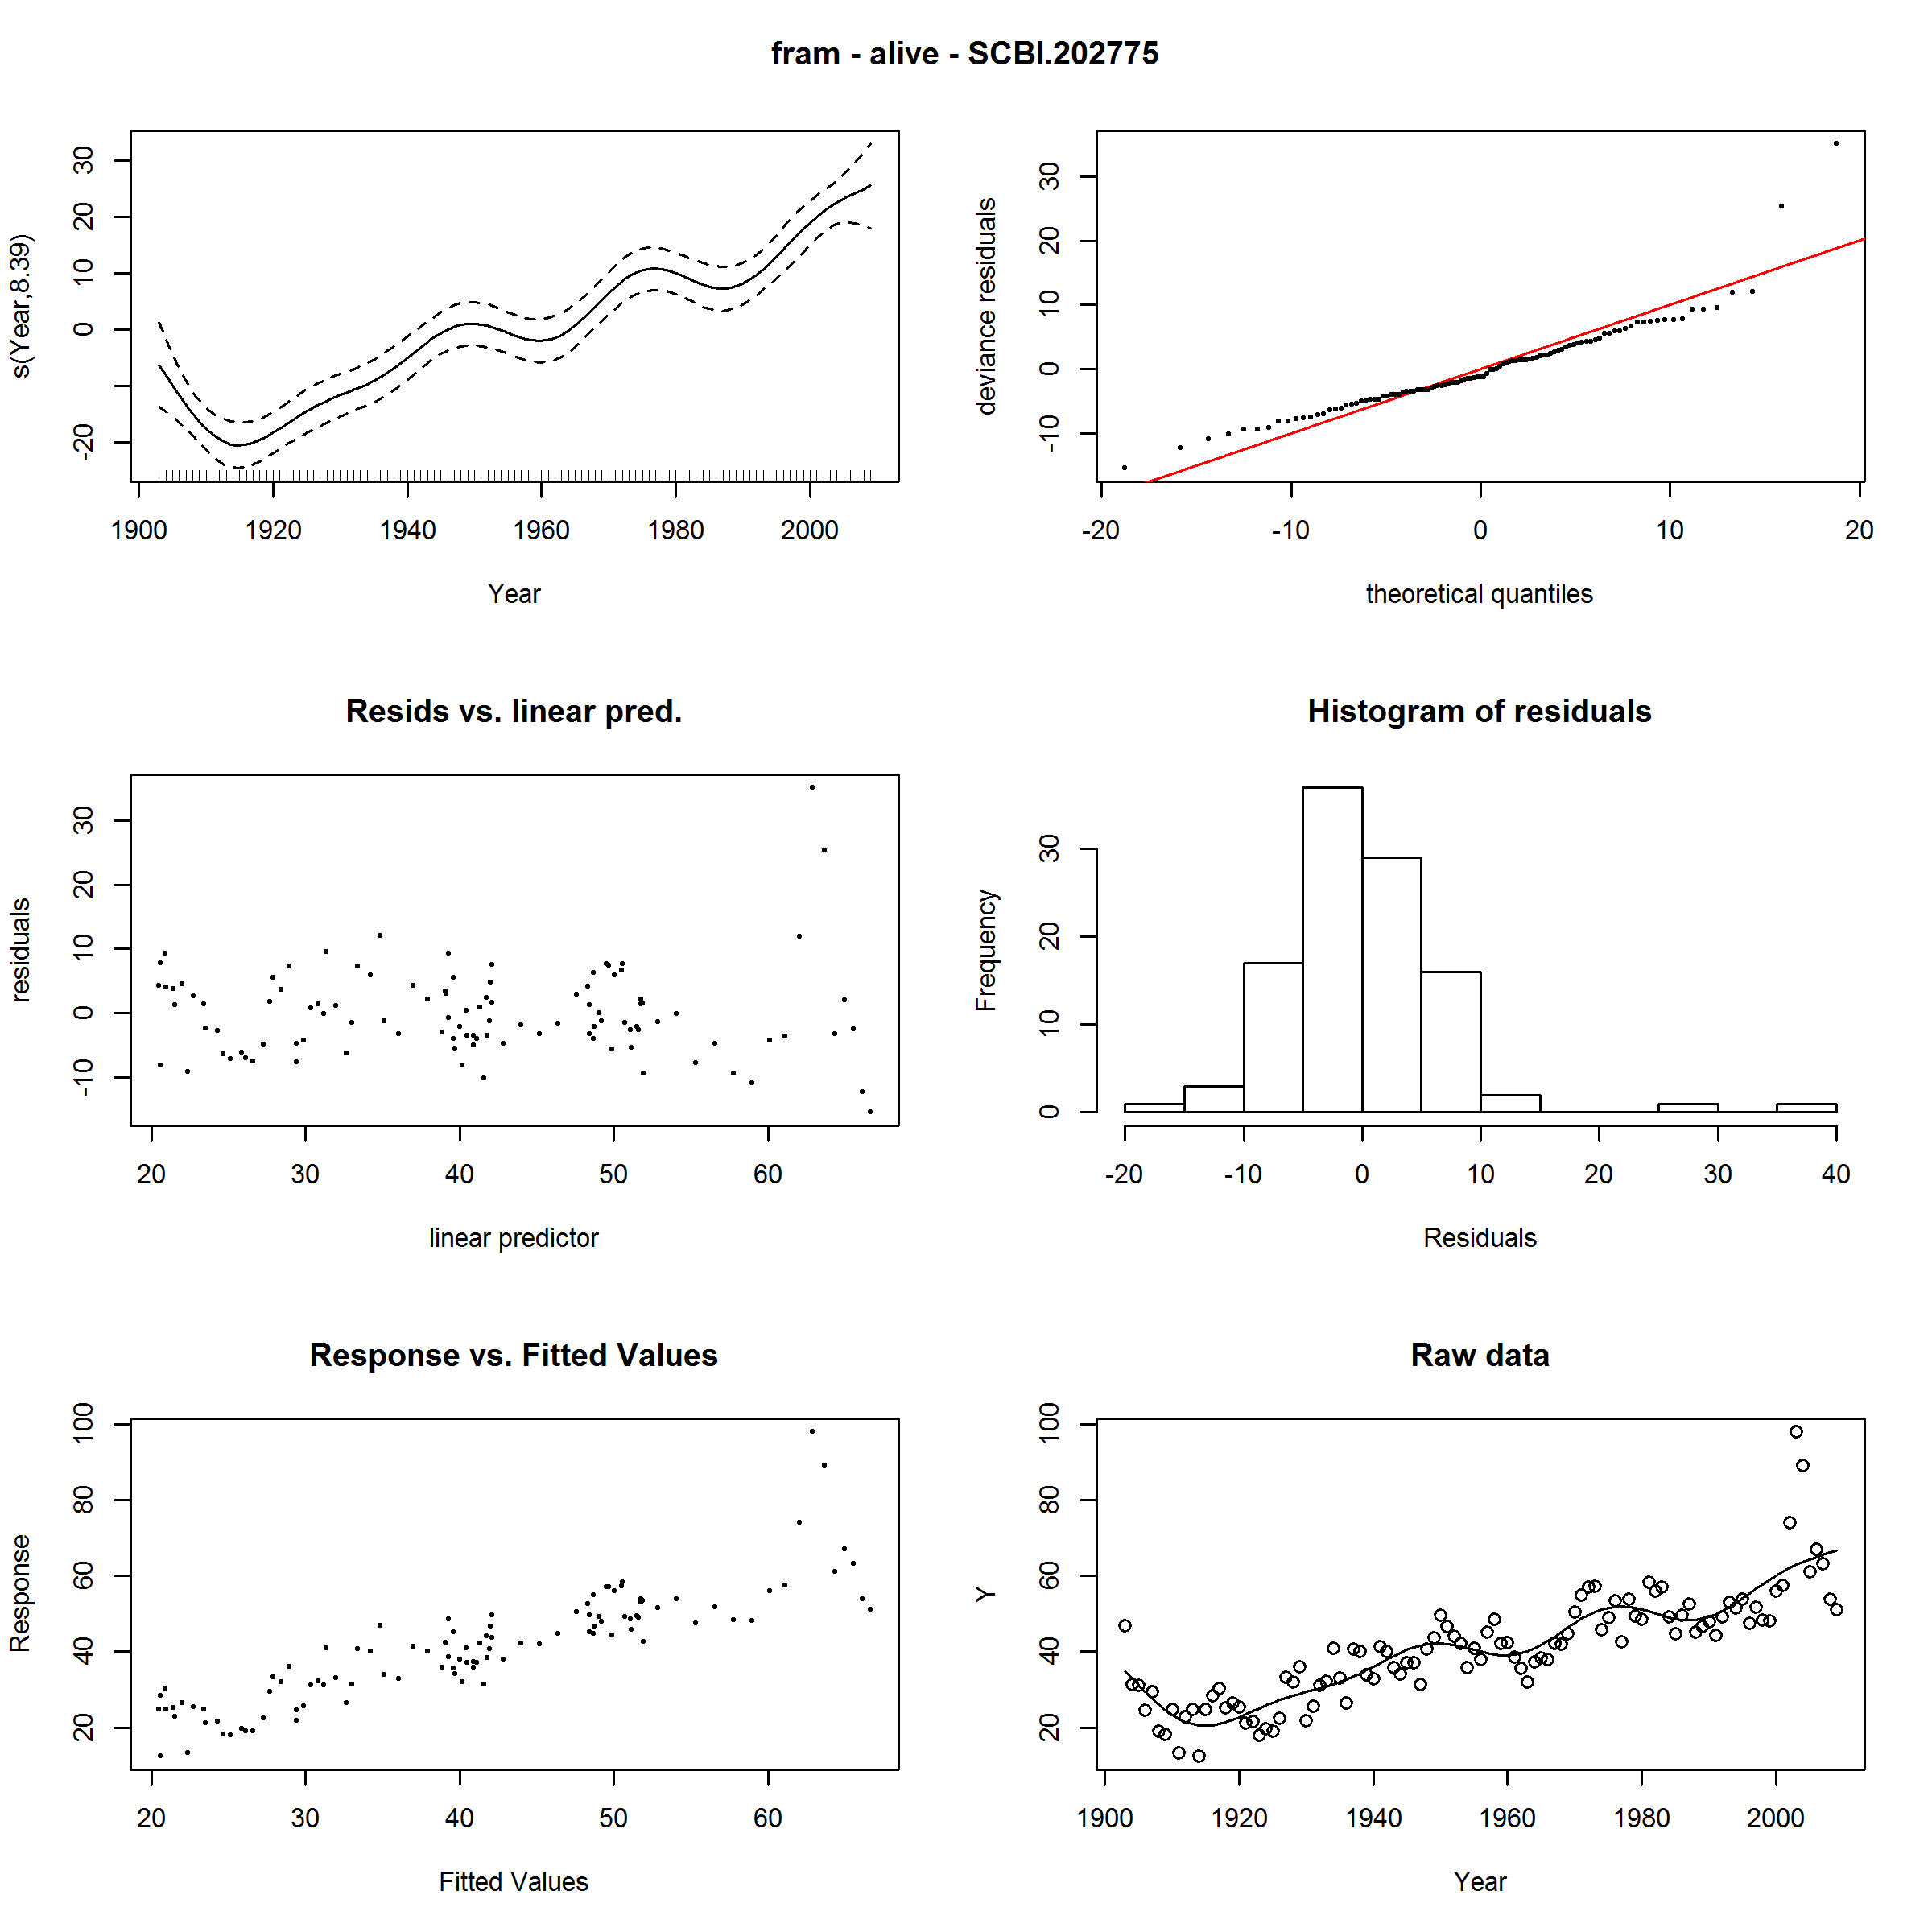 fram - alive - SCBI.202775
s(Year,8.39)
-20 0 10 20 30
1900 1920 1940 1960 1980 2000
Year
deviance residuals
-10 0 10 20 30
-20 -10 0 10 20
theoretical quantiles
Resids vs. linear pred.
residuals
-10 0 10 20 30
20 30 40 50 60
linear predictor
Histogram of residuals
Frequency
0 10 20 30
-20 -10 0 10 20 30 40
Residuals
Response vs. Fitted Values
Response
20 40 60 80 100
20 30 40 50 60
Fitted Values
Raw data
Y
20 40 60 80 100
1900 1920 1940 1960 1980 2000
Year